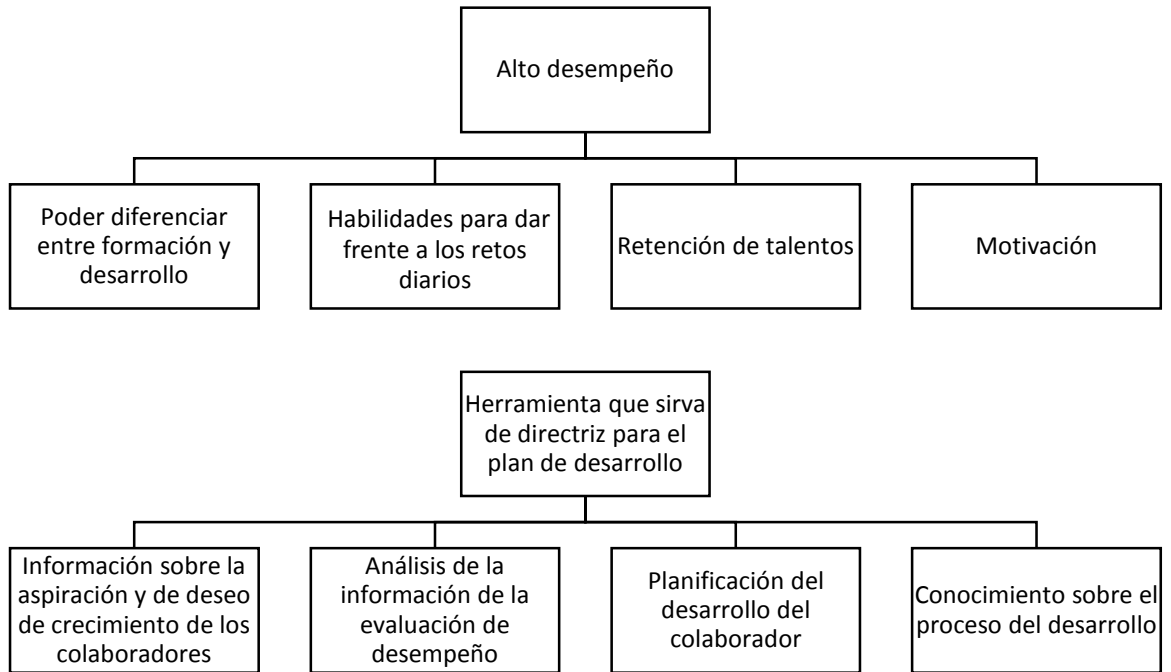 Alto desempeño
Poder diferenciar
entre formación y
desarrollo
Habilidades para dar
frente a los retos
diarios
Retención de talentos
Motivación
Herramienta que sirva
de directriz para el
plan de desarrollo
Información sobre la
aspiración y de deseo
de crecimiento de los
colaboradores
Análisis de la
información de la
evaluación de
desempeño
Planificación del
desarrollo del
colaborador
Conocimiento sobre el
proceso del desarrollo